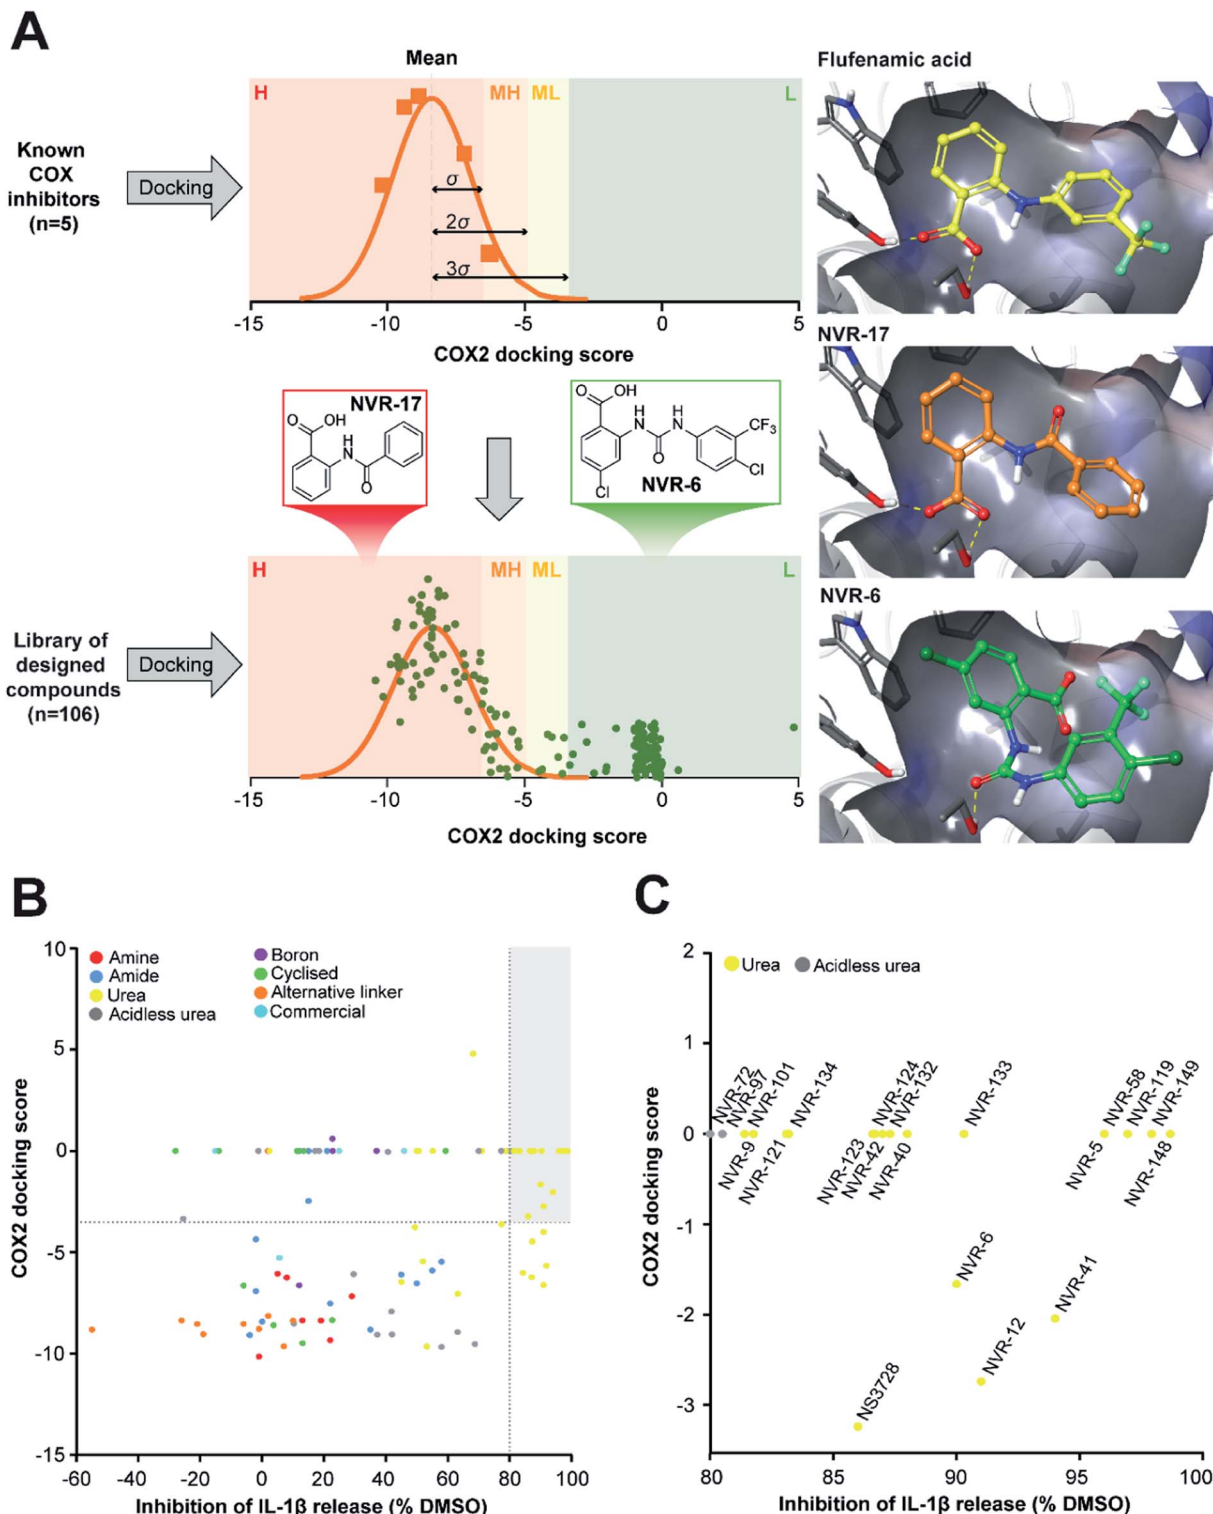 A
Mean
H
MH
ML
L
Known
COX
inhibitors
(n=5)
Docking
σ
2σ
3σ
-15
-10
-5
0
5
COX2 docking score
Flufenamic acid
NVR-17
NVR-6
O
OH
NVR-17
H
N
O
O
OH
H
N
H
N
O
CF3
Cl
Cl
NVR-6
H
MH
ML
L
Library of
designed
compounds
(n=106)
Docking
-15
-10
-5
0
5
COX2 docking score
B
10
5
0
-5
-10
-15
COX2 docking score
Amine
Amide
Urea
Acidless urea
Boron
Cyclised
Alternative linker
Commercial
-60
-40
-20
0
20
40
60
80
100
Inhibition of IL-1β release (% DMSO)
C
2
1
0
-1
-2
-3
COX2 docking score
Urea
Acidless urea
NVR-72
NVR-97
NVR-101
NVR-134
NVR-124
NVR-132
NVR-133
NVR-58
NVR-119
NVR-149
NVR-9
NVR-121
NVR-123
NVR-42
NVR-40
NVR-5
NVR-148
NVR-6
NVR-41
NVR-12
NS3728
80
85
90
95
100
Inhibition of IL-1β release (% DMSO)